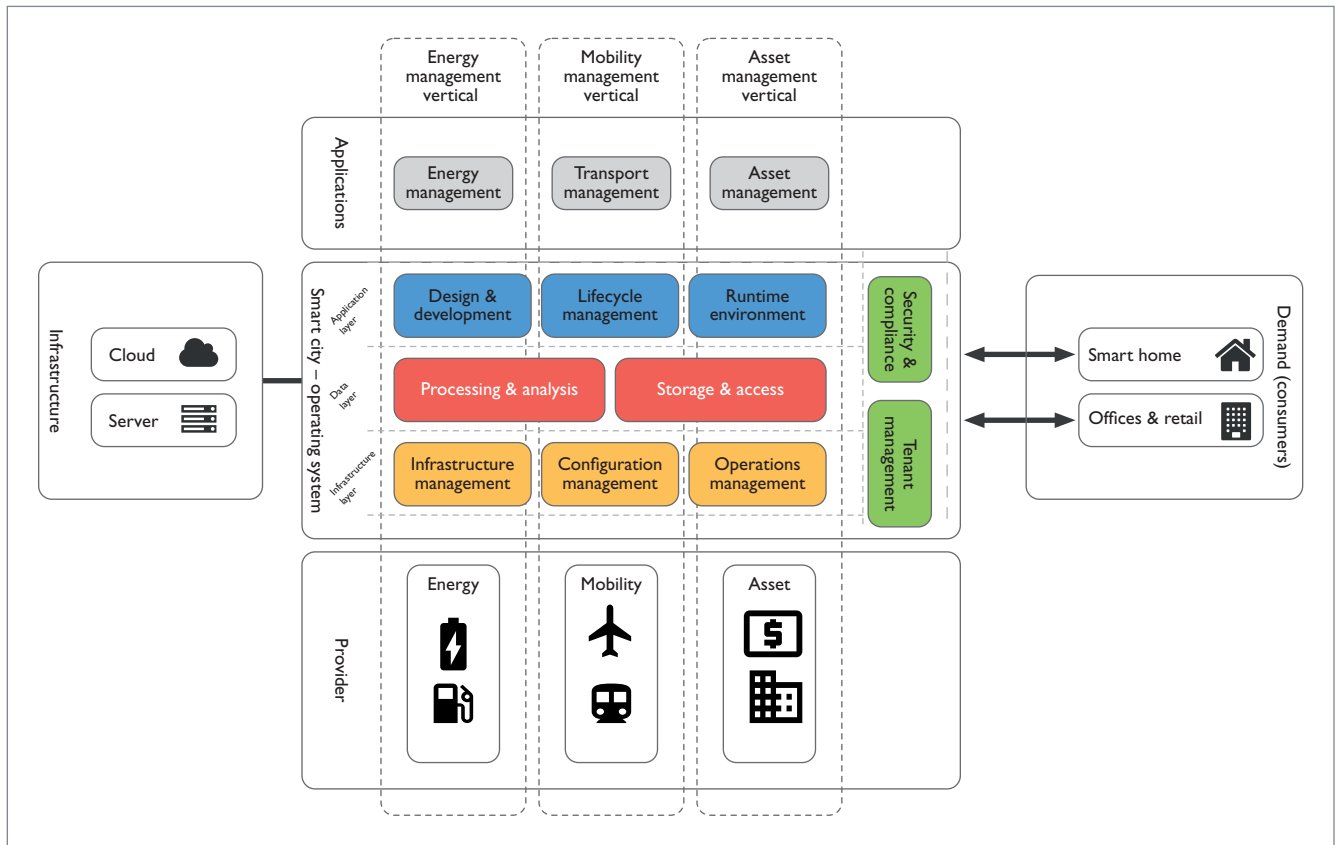 Energy
management
vertical
Mobility
management
vertical
Asset
management
vertical
Applications
Energy
management
Transport
management
Asset
management
Infrastructure
Cloud
Server
Smart city – operating system
Application
layer
Design &
development
Lifecycle
management
Runtime
environment
Data
layer
Processing & analysis
Storage & access
Infrastructure
layer
Infrastructure
management
Configuration
management
Operations
management
Security &
compliance
Tenant
management
Demand (consumers)
Smart home
Offices & retail
Provider
Energy
Mobility
Asset
$